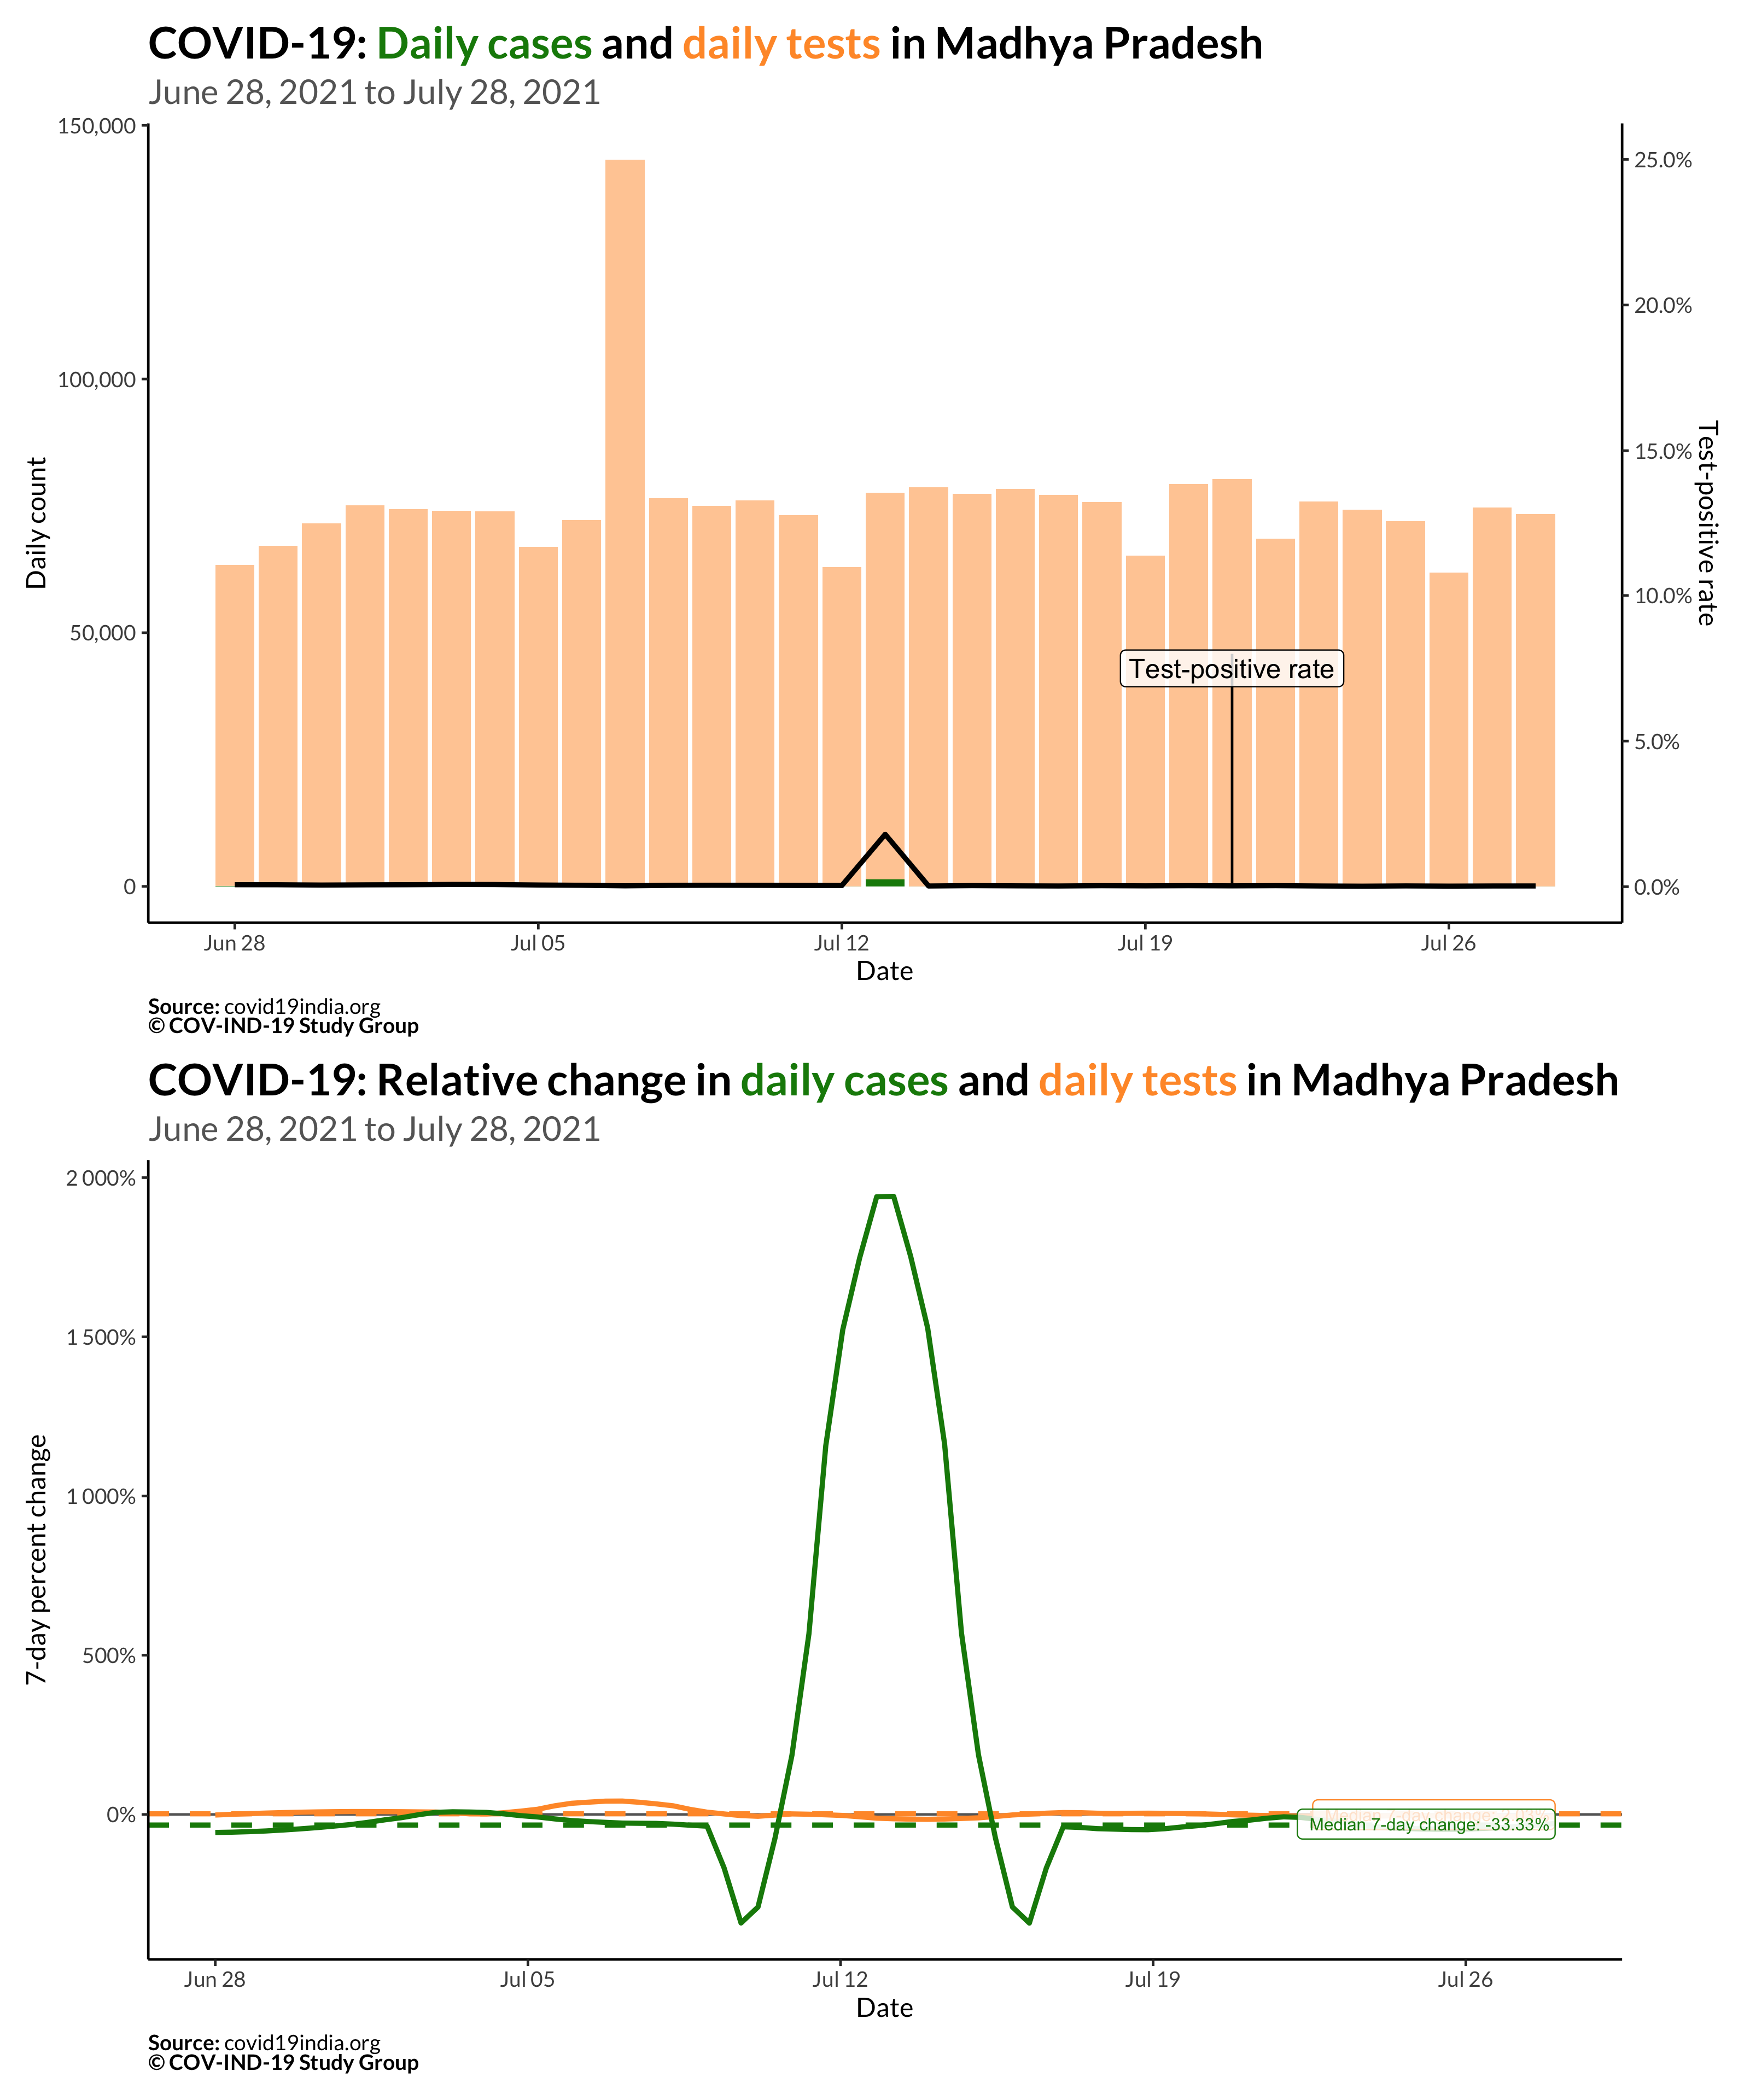 COVID-19: Daily cases and daily tests in Madhya Pradesh
June 28, 2021 to July 28, 2021
150,000
100,000
50,000
0
Daily count
25.0%
20.0%
15.0%
10.0%
5.0%
0.0%
Test-positive rate
Test-positive rate
Jun 28
Jul 05
Jul 12
Jul 19
Jul 26
Date
Source: covid19india.org
© COV-IND-19 Study Group
COVID-19: Relative change in daily cases and daily tests in Madhya Pradesh
June 28, 2021 to July 28, 2021
2 000%
1 500%
1 000%
500%
0%
7-day percent change
Median 7-day change:
Median 7-day change: -33.33%
Jun 28
Jul 05
Jul 12
Jul 19
Jul 26
Date
Source: covid19india.org
© COV-IND-19 Study Group